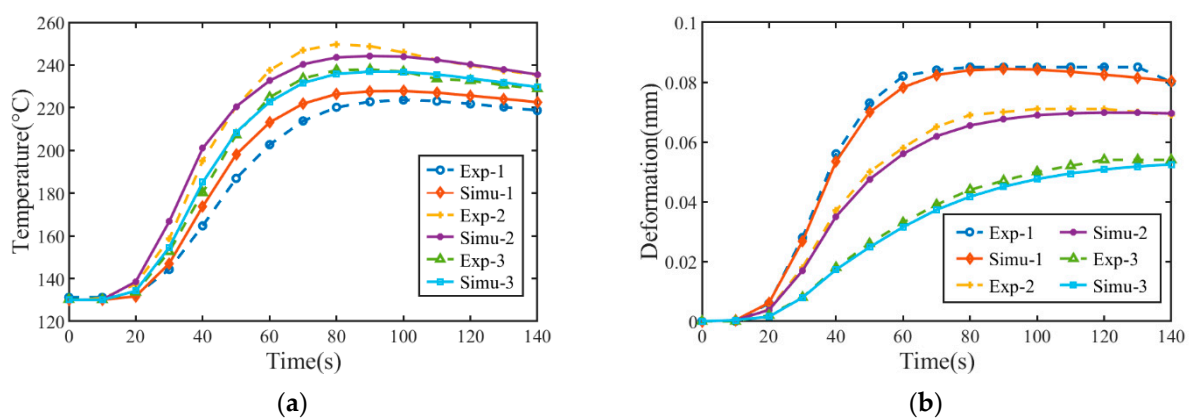 260
240
220
200
180
160
140
120
Temperature(°C)
Exp-1
Simu-1
Exp-2
Simu-2
Exp-3
Simu-3
0 20 40 60 80 100 120 140
Time(s)
(a)
0.1
0.08
0.06
0.04
0.02
0
Deformation(mm)
Exp-1 Simu-2
Simu-1 Exp-3
Exp-2 Simu-3
0 20 40 60 80 100 120 140
Time(s)
(b)